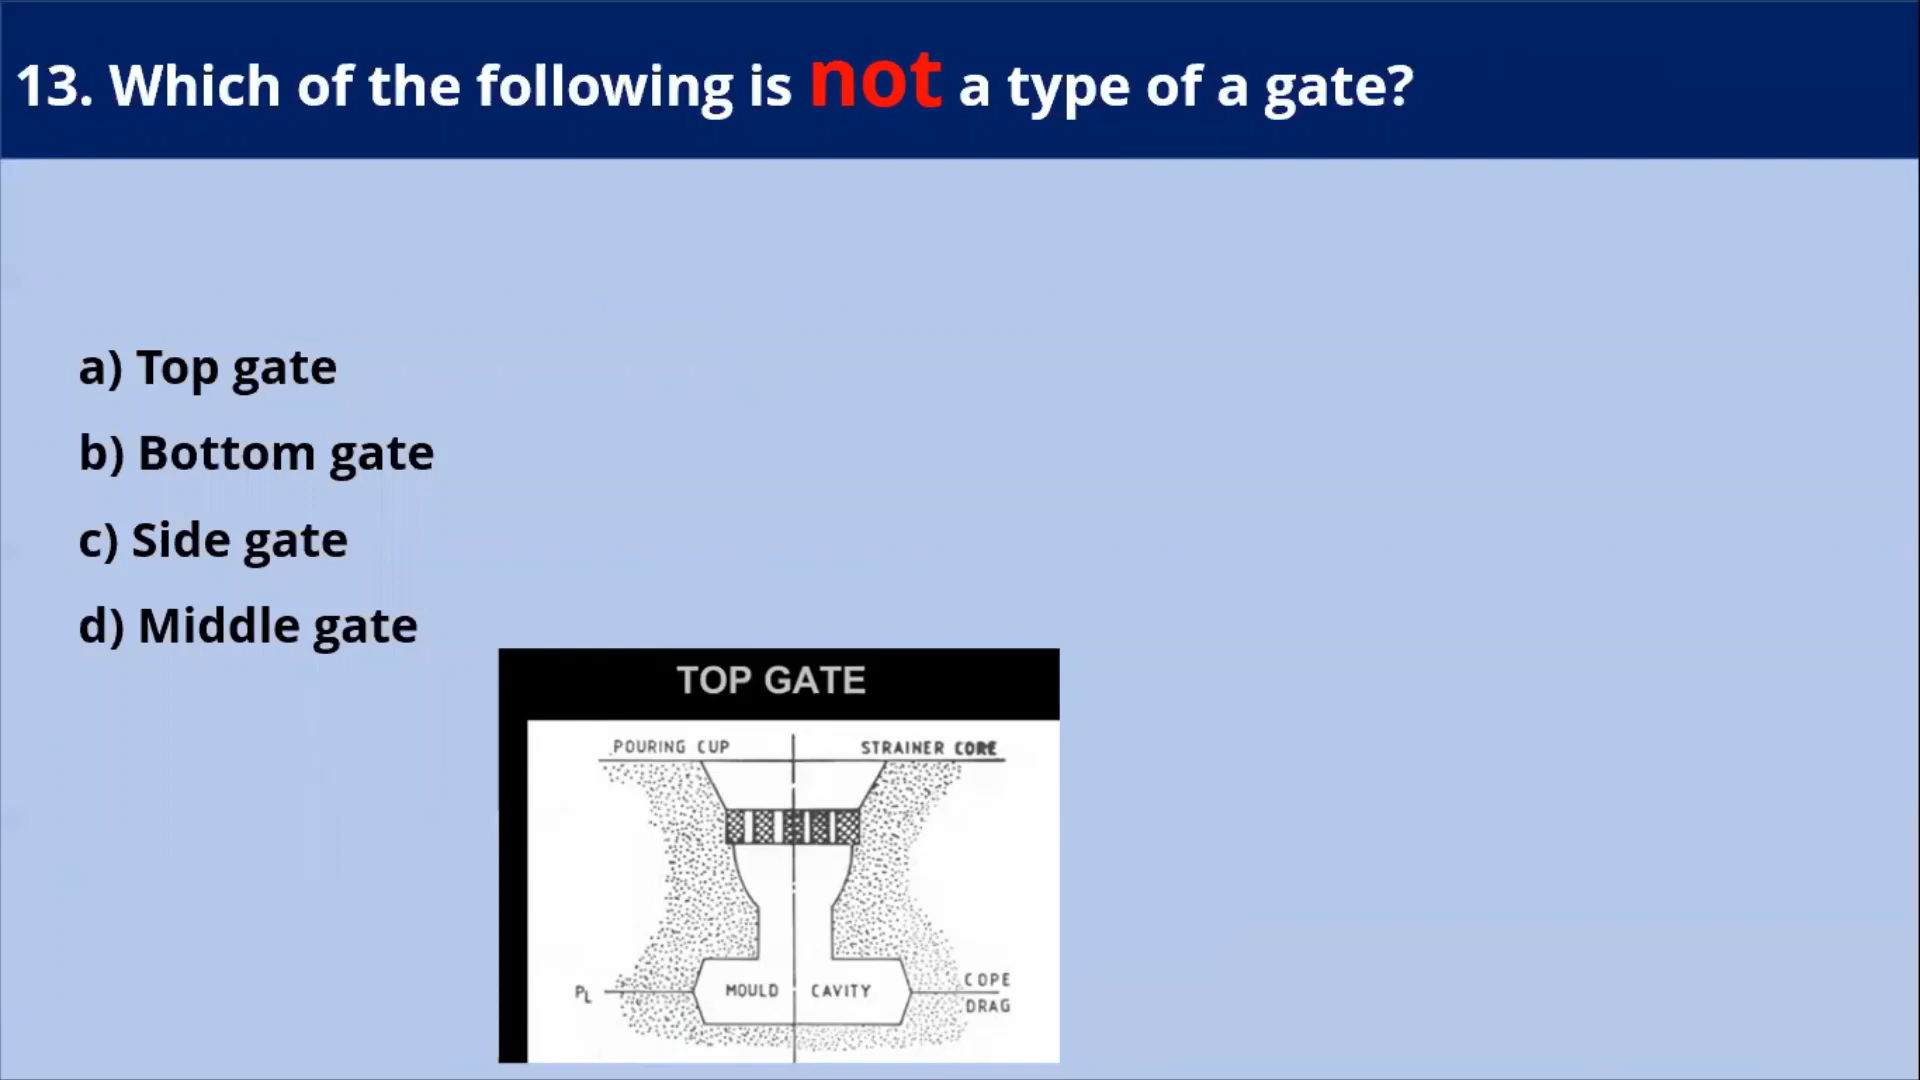 13. Which of the following is not a type of a gate?
a) Top gate
b) Bottom gate
c) Side gate
d) Middle gate
TOP GATE
POURING CUP STRAINER CORE
MOULD CAVITY
PL
COPE
DRAG